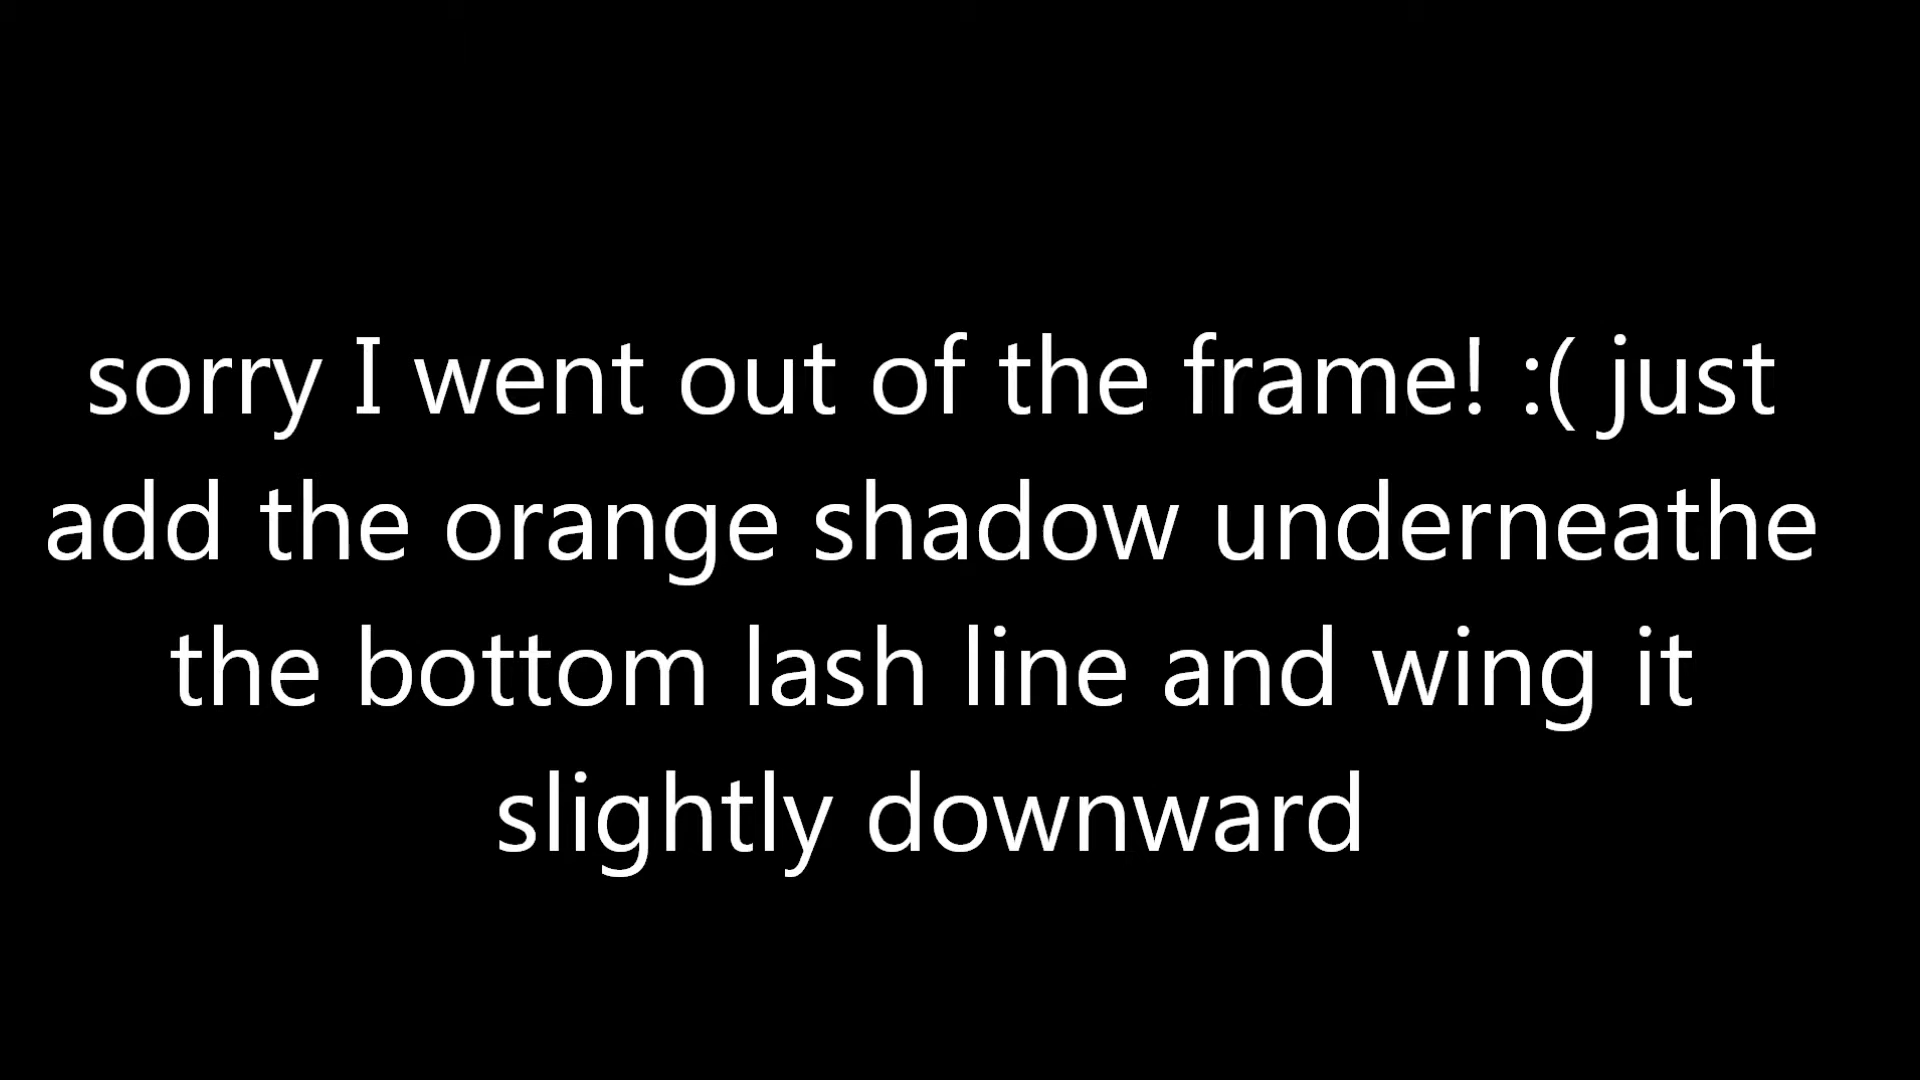 sorry I went out of the frame! :( just
add the orange shadow underneathe
the bottom lash line and wing it
slightly downward